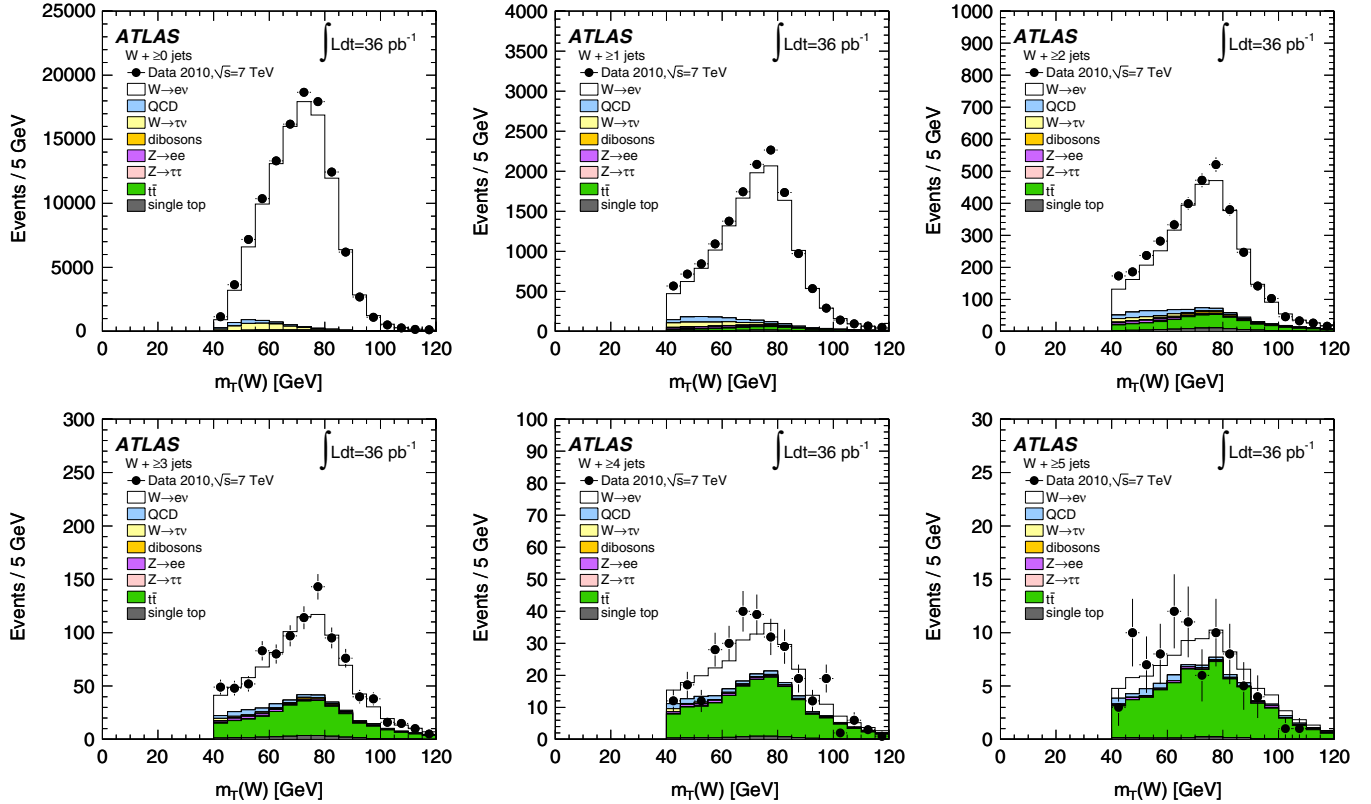 25000
20000
15000
10000
5000
0
Events / 5 GeV
ATLAS
∫Ldt=36 pb⁻¹
W + ≥0 jets
Data 2010,√s=7 TeV
W→eν
QCD
W→τν
dibosons
Z→ee
Z→ττ
tt̄
single top
0 20 40 60 80 100 120
m_T(W) [GeV]
4000
3500
3000
2500
2000
1500
1000
500
0
Events / 5 GeV
ATLAS
∫Ldt=36 pb⁻¹
W + ≥1 jets
Data 2010,√s=7 TeV
W→eν
QCD
W→τν
dibosons
Z→ee
Z→ττ
tt̄
single top
0 20 40 60 80 100 120
m_T(W) [GeV]
1000
900
800
700
600
500
400
300
200
100
0
Events / 5 GeV
ATLAS
∫Ldt=36 pb⁻¹
W + ≥2 jets
Data 2010,√s=7 TeV
W→eν
QCD
W→τν
dibosons
Z→ee
Z→ττ
tt̄
single top
0 20 40 60 80 100 120
m_T(W) [GeV]
300
250
200
150
100
50
0
Events / 5 GeV
ATLAS
∫Ldt=36 pb⁻¹
W + ≥3 jets
Data 2010,√s=7 TeV
W→eν
QCD
W→τν
dibosons
Z→ee
Z→ττ
tt̄
single top
0 20 40 60 80 100 120
m_T(W) [GeV]
100
90
80
70
60
50
40
30
20
10
0
Events / 5 GeV
ATLAS
∫Ldt=36 pb⁻¹
W + ≥4 jets
Data 2010,√s=7 TeV
W→eν
QCD
W→τν
dibosons
Z→ee
Z→ττ
tt̄
single top
0 20 40 60 80 100 120
m_T(W) [GeV]
30
25
20
15
10
5
0
Events / 5 GeV
ATLAS
∫Ldt=36 pb⁻¹
W + ≥5 jets
Data 2010,√s=7 TeV
W→eν
QCD
W→τν
dibosons
Z→ee
Z→ττ
tt̄
single top
0 20 40 60 80 100 120
m_T(W) [GeV]